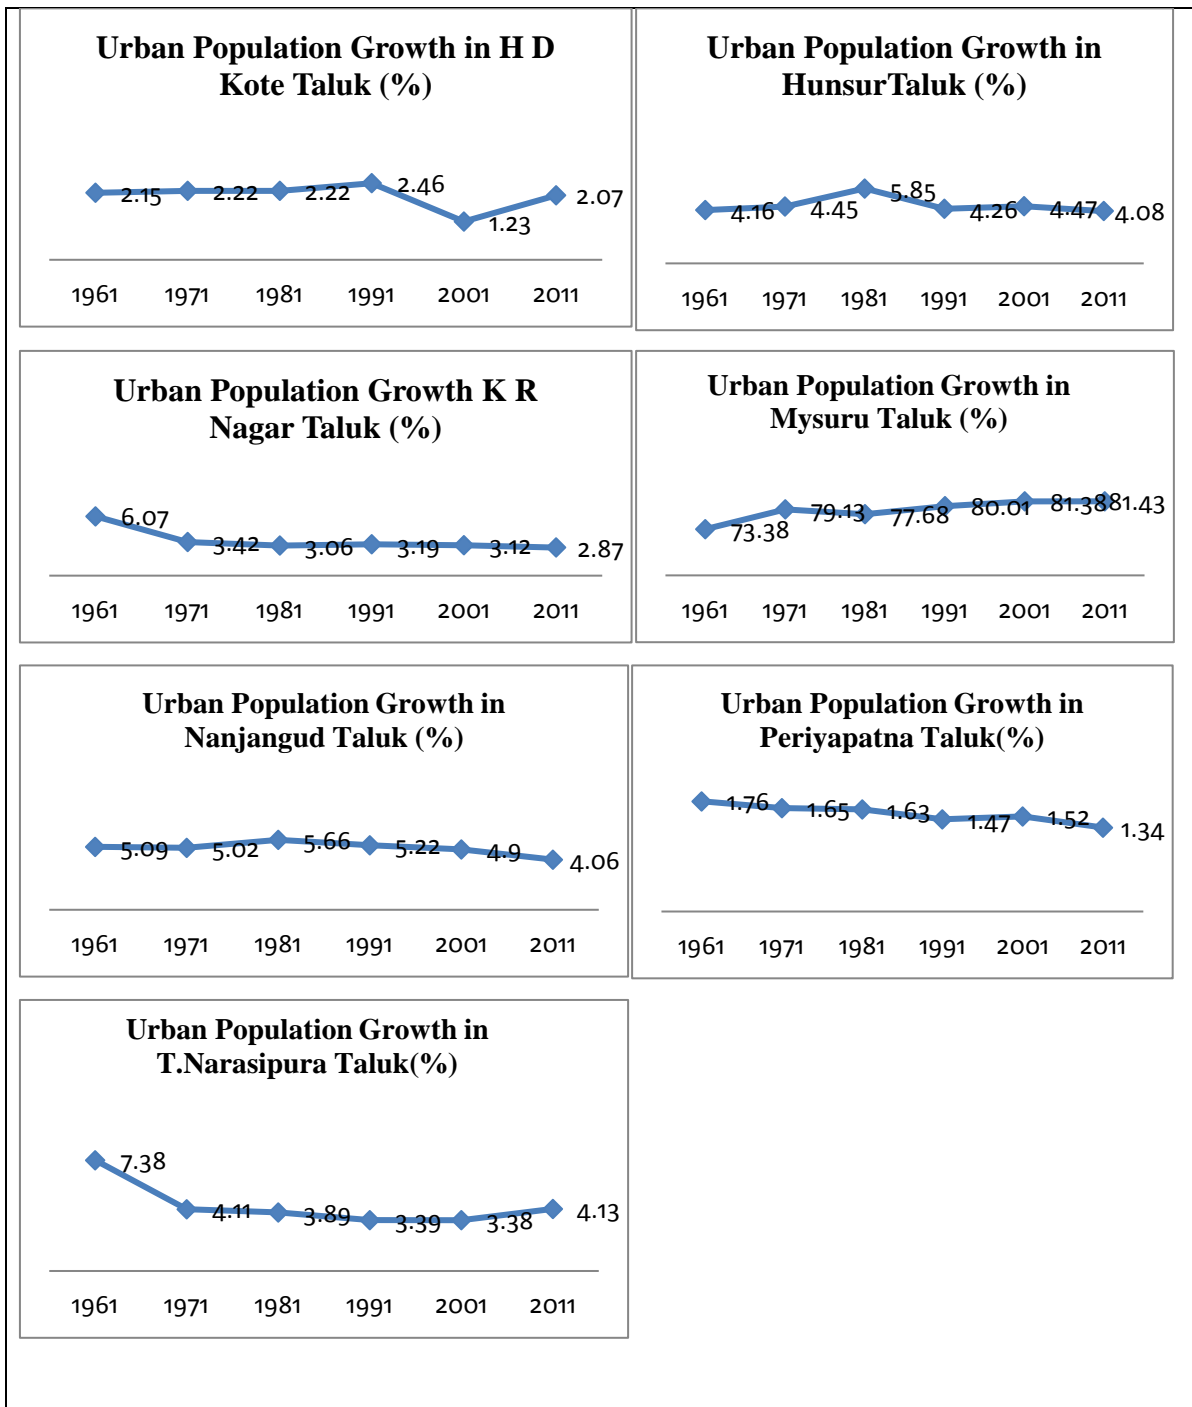 Urban Population Growth in H D
Kote Taluk (%)
2.15 2.22 2.22 2.46 1.23 2.07
1961 1971 1981 1991 2001 2011
Urban Population Growth in
HunsurTaluk (%)
4.16 4.45 5.85 4.26 4.47 4.08
1961 1971 1981 1991 2001 2011
Urban Population Growth K R
Nagar Taluk (%)
6.07 3.42 3.06 3.19 3.12 2.87
1961 1971 1981 1991 2001 2011
Urban Population Growth in
Mysuru Taluk (%)
73.38 79.13 77.68 80.01 81.38 81.43
1961 1971 1981 1991 2001 2011
Urban Population Growth in
Nanjangud Taluk (%)
5.09 5.02 5.66 5.22 4.9 4.06
1961 1971 1981 1991 2001 2011
Urban Population Growth in
Periyapatna Taluk(%)
1.76 1.65 1.63 1.47 1.52 1.34
1961 1971 1981 1991 2001 2011
Urban Population Growth in
T.Narasipura Taluk(%)
7.38 4.11 3.89 3.39 3.38 4.13
1961 1971 1981 1991 2001 2011